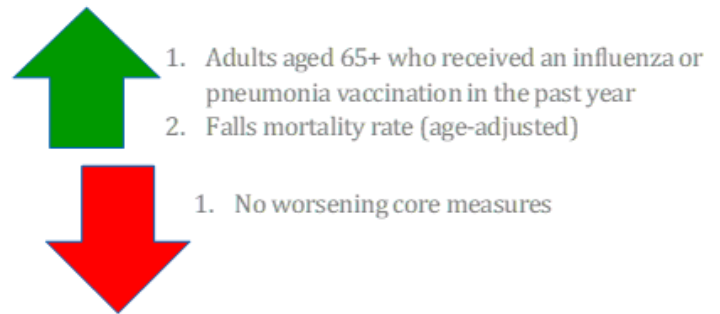 1. Adults aged 65+ who received an influenza or
pneumonia vaccination in the past year
2. Falls mortality rate (age-adjusted)
1. No worsening core measures